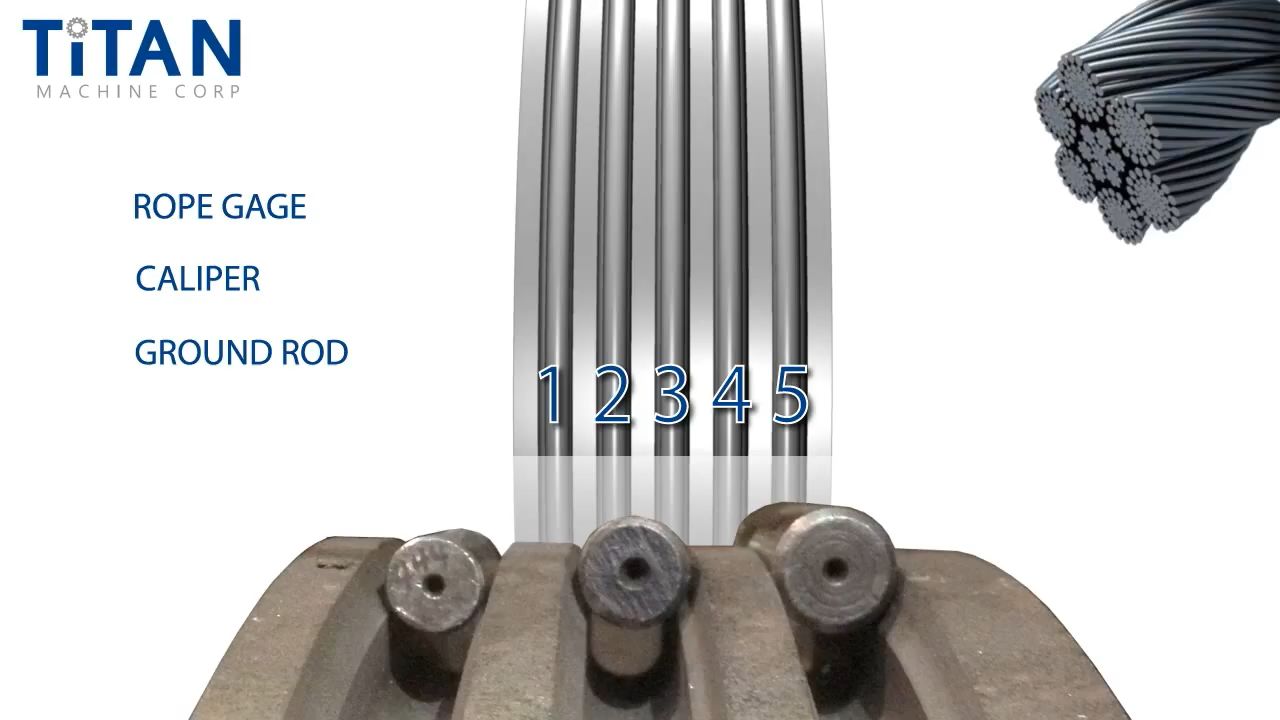 TiTAN
MACHINE CORP
ROPE GAGE
CALIPER
GROUND ROD
1 2 3 4 5